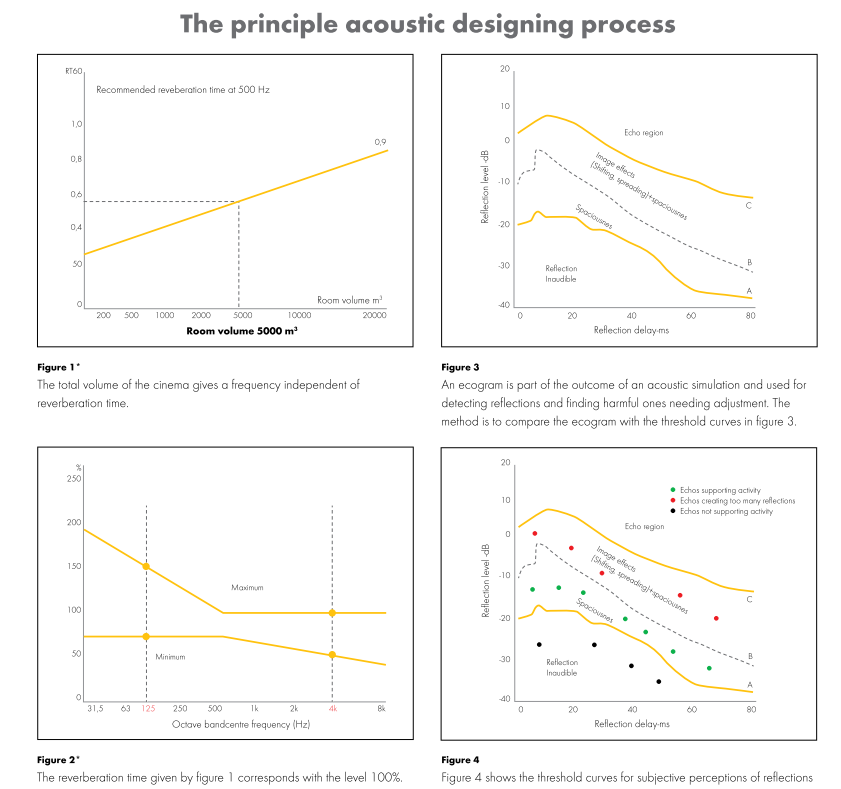 The principle acoustic designing process
RT60
Recommended reveberation time at 500 Hz
1,0
0,9
0,8
0,6
0,4
50
0
Room volume m³
200 500 1000 2000 5000 10000 20000
Room volume 5000 m³
Figure 1*
The total volume of the cinema gives a frequency independent of
reverberation time.
20
10
0
-10
-20
-30
-40
Reflection level -dB
Echo region
Image effects
(Shifting, spreading)+spaciousnes
Spaciousnes
Reflection
Inaudible
C
B
A
0 20 40 60 80
Reflection delay-ms
Figure 3
An ecogram is part of the outcome of an acoustic simulation and used for
detecting reflections and finding harmful ones needing adjustment. The
method is to compare the ecogram with the threshold curves in figure 3.
%
250
200
150
100
50
0
Maximum
Minimum
31,5 63 125 250 500 1k 2k 4k 8k
Octave bandcentre frequency (Hz)
Figure 2*
The reverberation time given by figure 1 corresponds with the level 100%.
20
10
0
-10
-20
-30
-40
Reflection level -dB
Echos supporting activity
Echos creating too many reflections
Echos not supporting activity
Echo region
Image effects
(Shifting, spreading)+spaciousnes
Spaciousnes
Reflection
Inaudible
C
B
A
0 20 40 60 80
Reflection delay-ms
Figure 4
Figure 4 shows the threshold curves for subjective perceptions of reflections